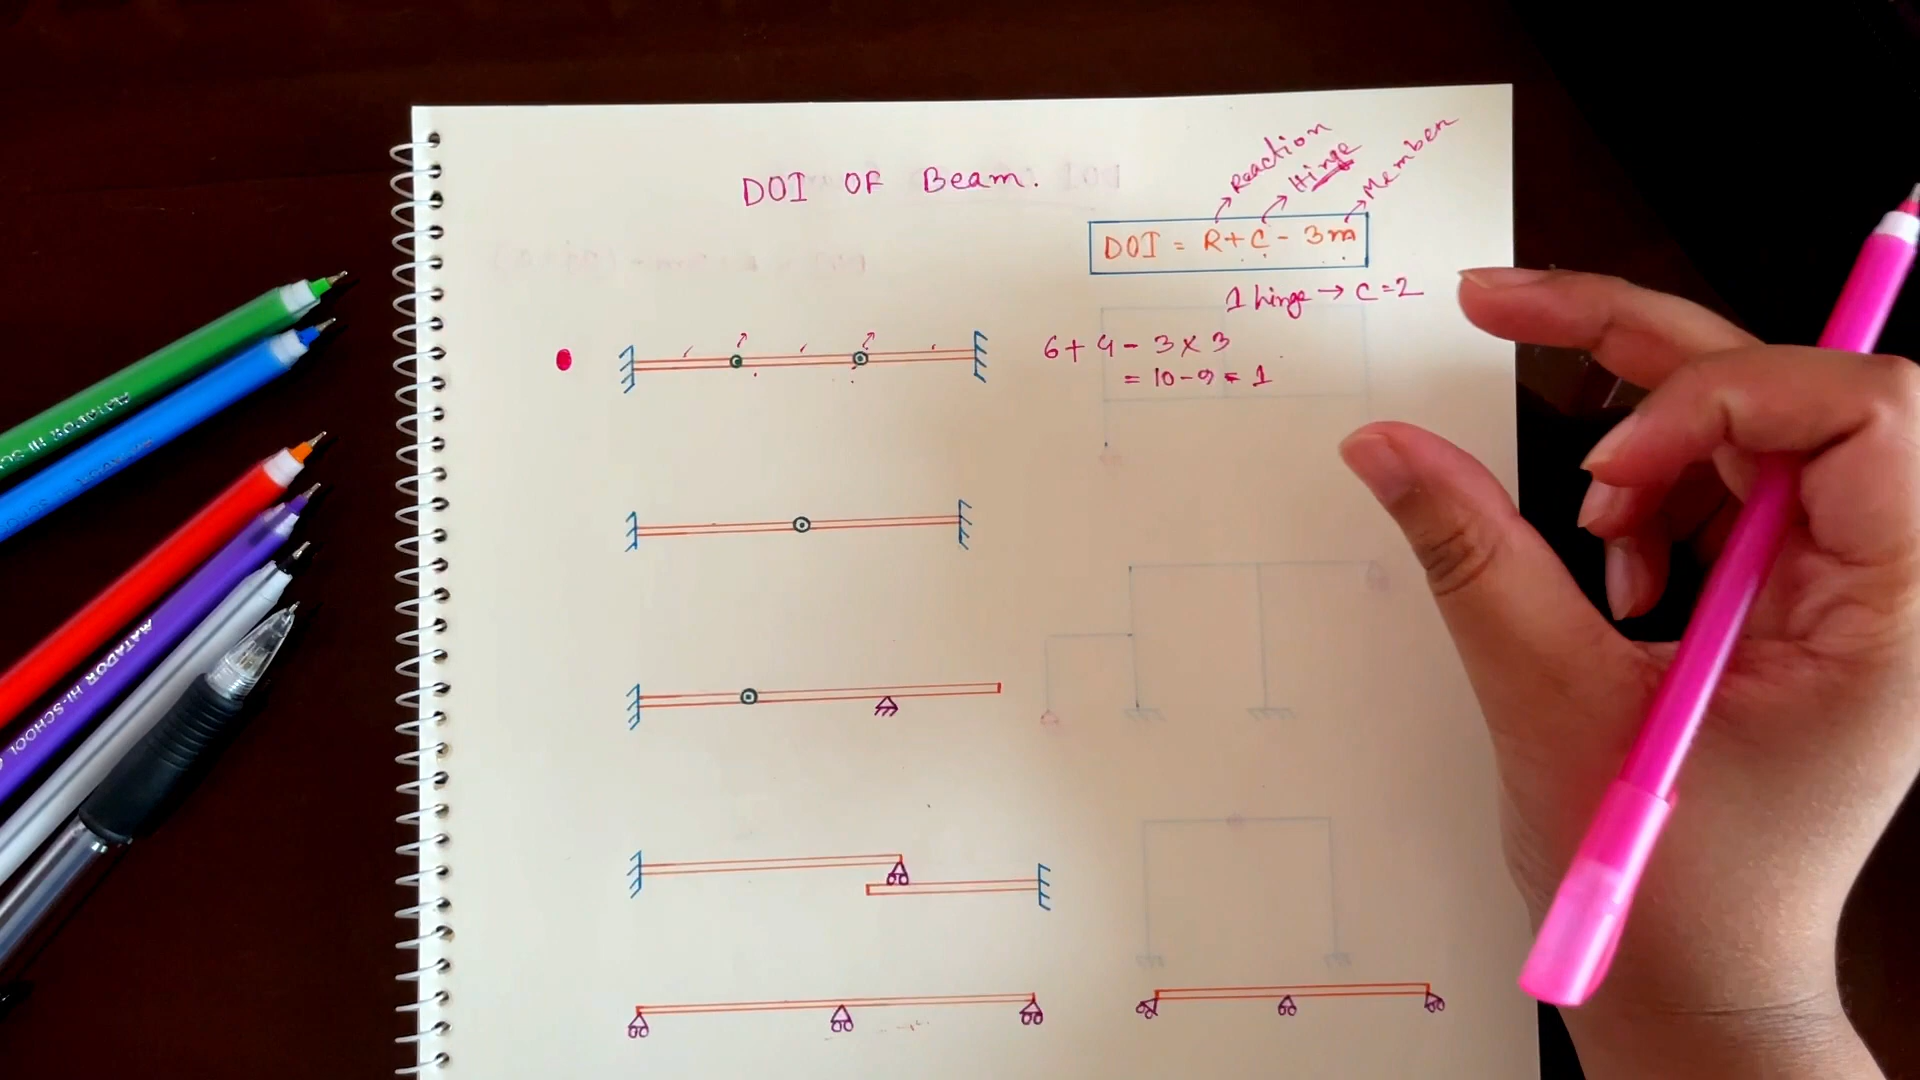 DOI OF Beam.
Reaction
Hinge
Member
DOI = R + C - 3m
1 hinge → C = 2
6 + 4 - 3 × 3
= 10 - 9 = 1
MATADOR HI-SC
MATADOR HI-SCHOOL